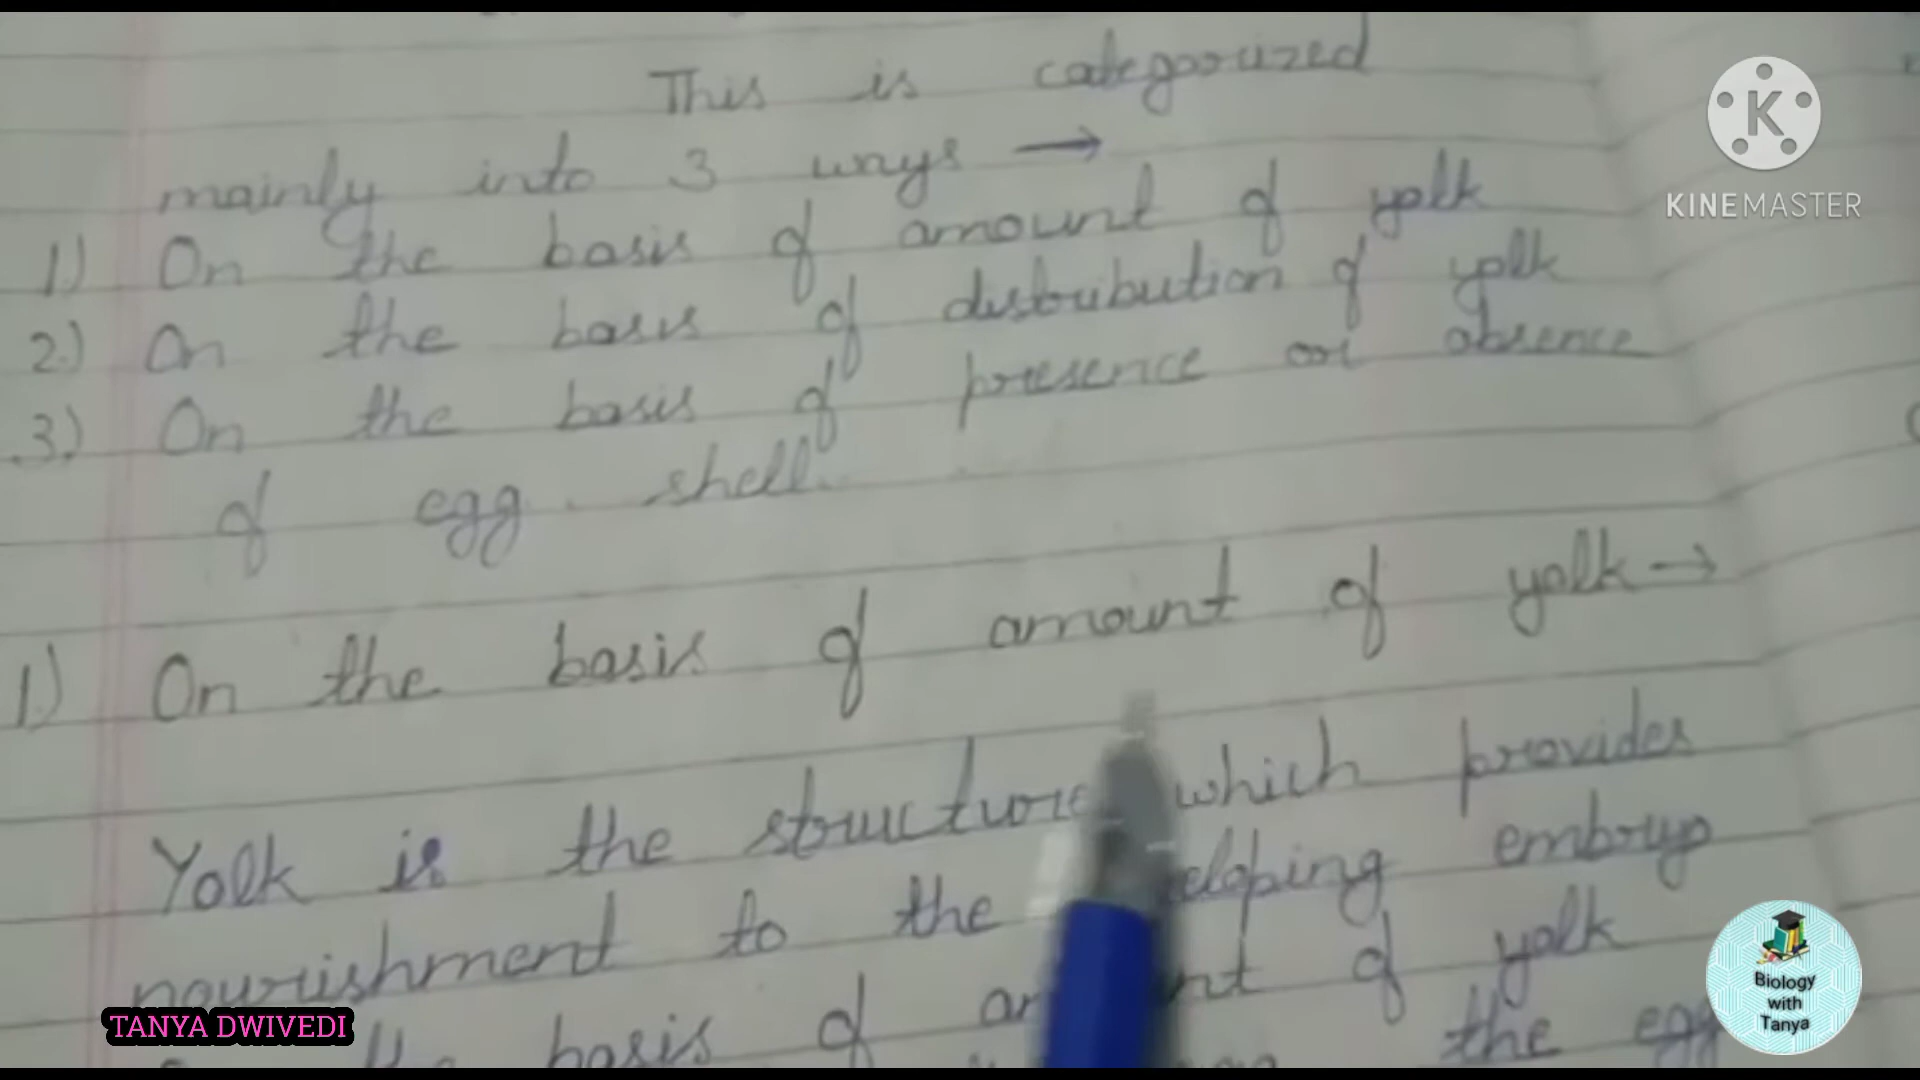 This is categorized
mainly into 3 ways →
1) On the basis of amount of yolk
2.) On the basis of distribution of yolk
3.) On the basis of presence or absence
of egg shell.
1.) On the basis of amount of yolk →
Yolk is the structure which provides
nourishment to the embryo
basis of of yolk
the egg
KINEMASTER
TANYA DWIVEDI
Biology
with
Tanya